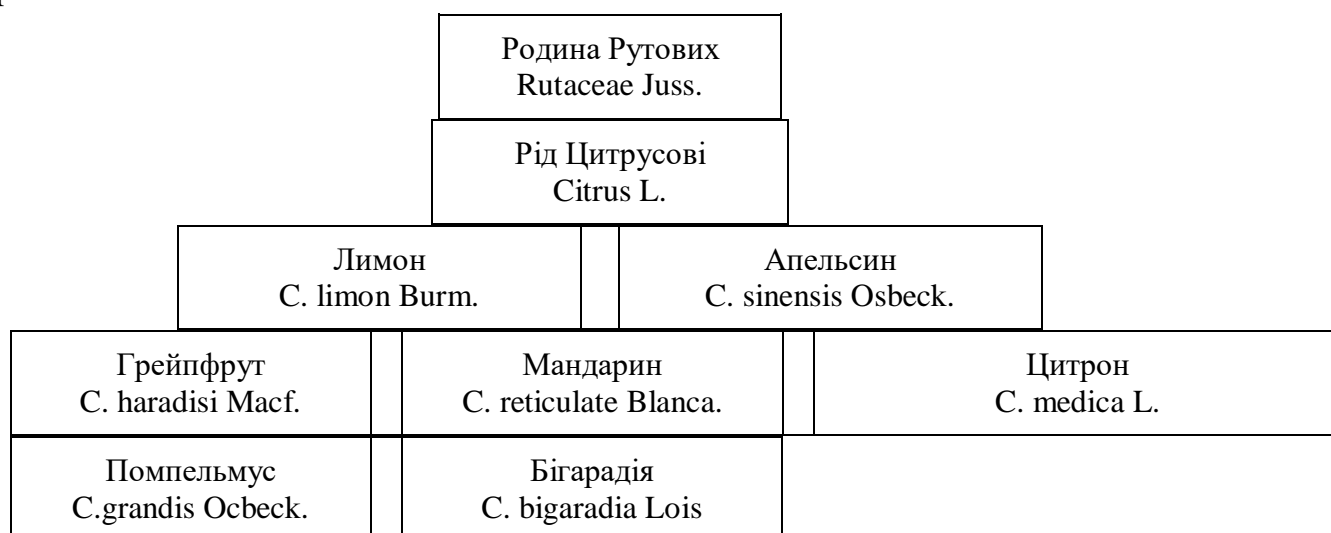 Родина Рутових
Rutaceae Juss.
Рід Цитрусові
Citrus L.
Лимон
C. limon Burm.
Апельсин
C. sinensis Osbeck.
Грейпфрут
C. haradisi Macf.
Мандарин
C. reticulate Blanca.
Цитрон
C. medica L.
Помпельмус
C.grandis Ocbeck.
Бігарадія
C. bigaradia Lois